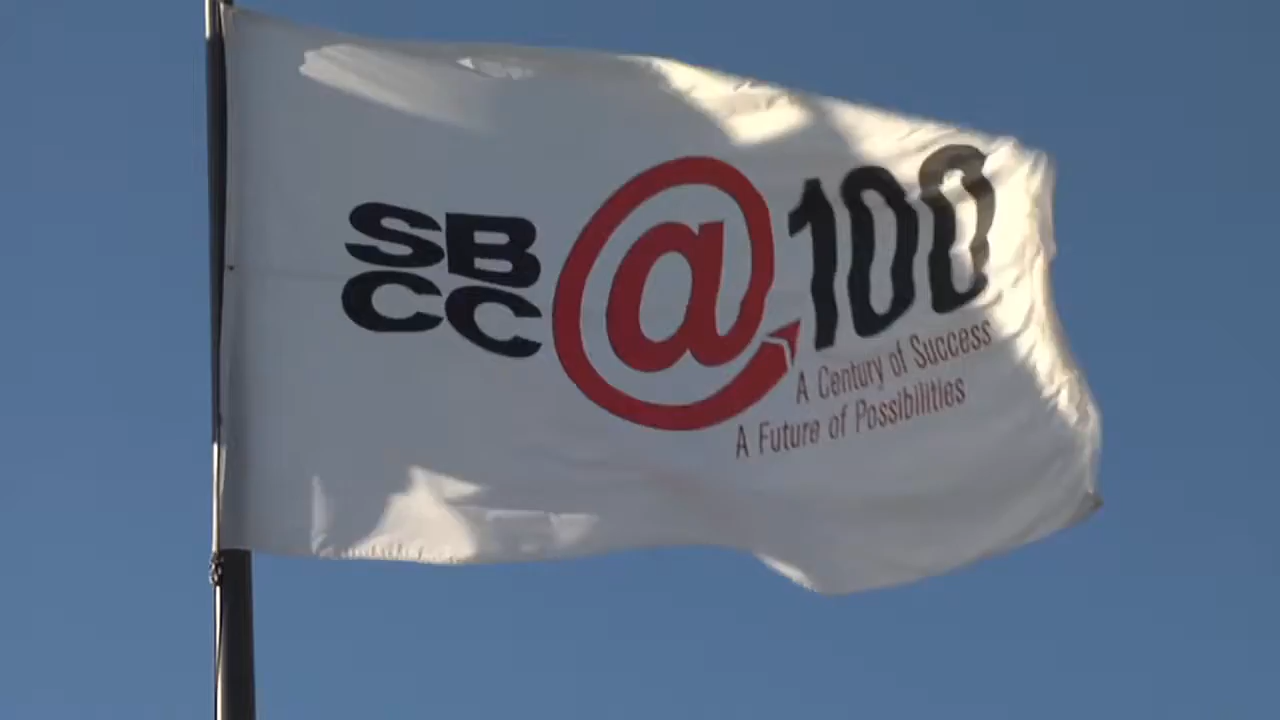 SB
CC
@100
A Century of Success
A Future of Possibilities